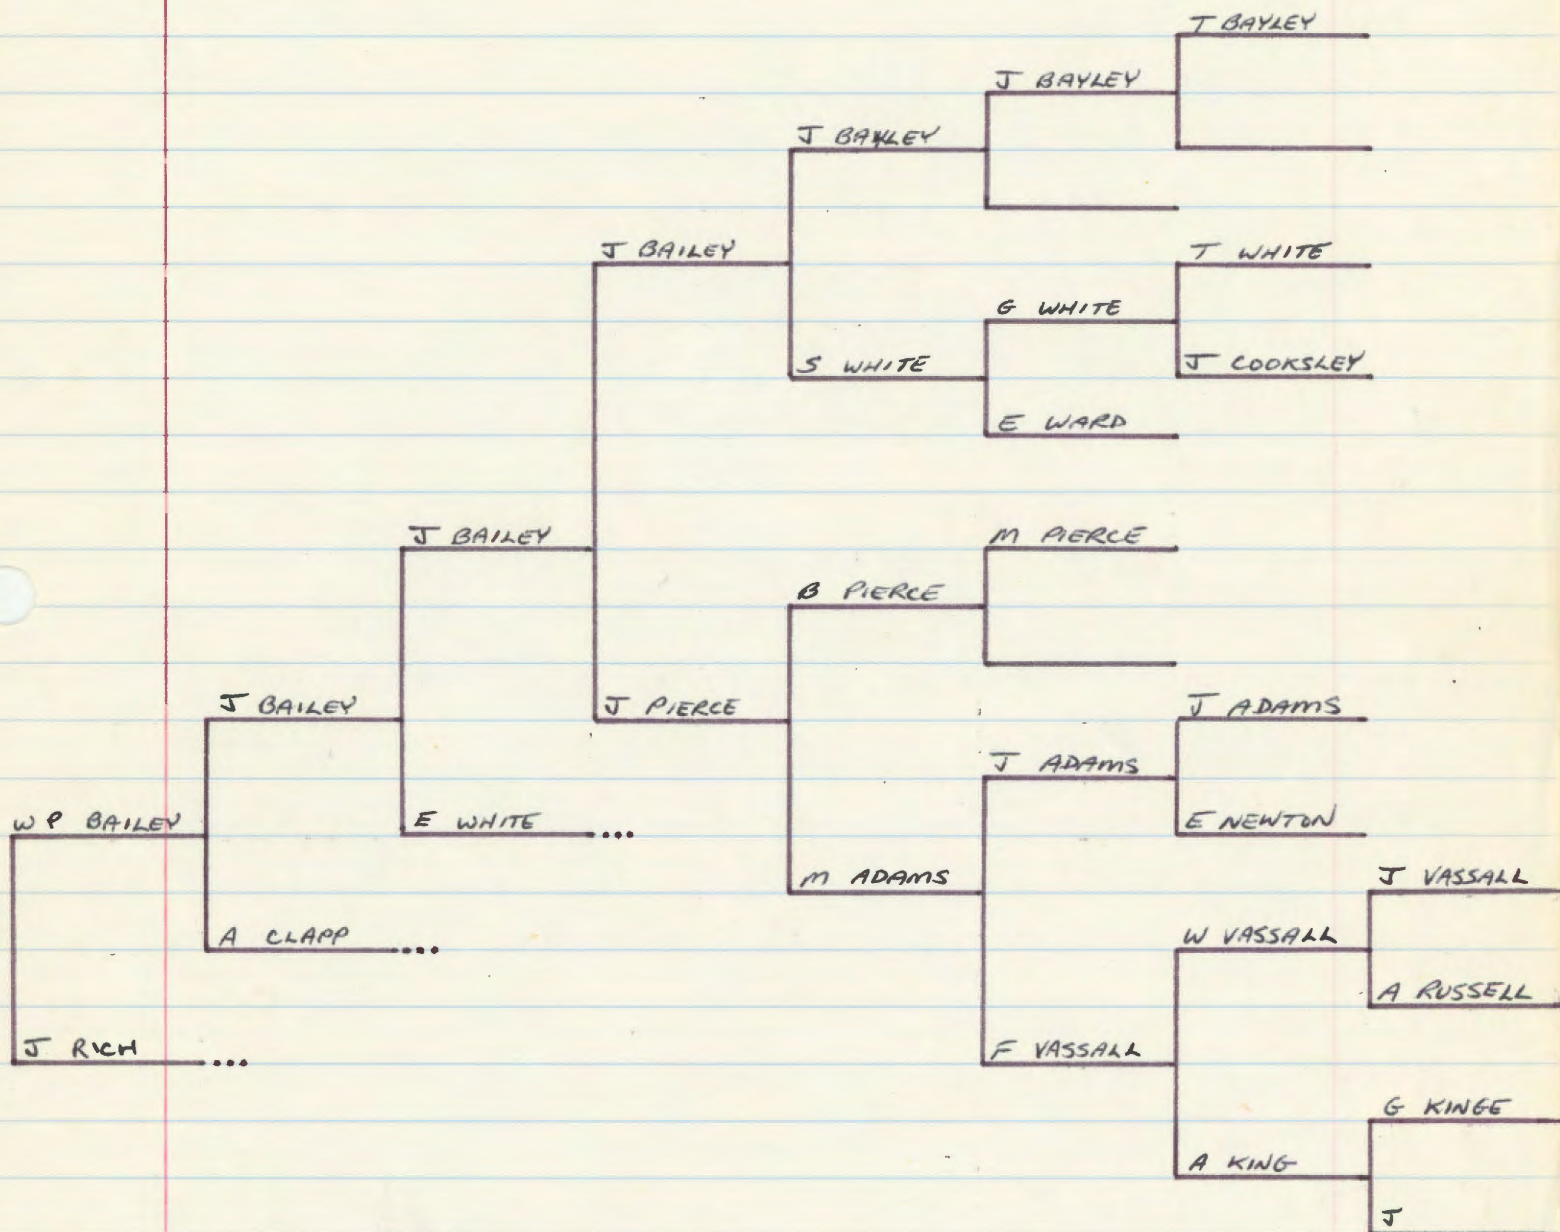 T BAYLEY
J BAYLEY
J BAYLEY
J BAILEY
T WHITE
G WHITE
S WHITE
J COOKSLEY
E WARD
J BAILEY
M PIERCE
B PIERCE
J BAILEY
J PIERCE
J ADAMS
J ADAMS
W P BAILEY
E WHITE ...
E NEWTON
M ADAMS
J VASSALL
A CLAPP ...
W VASSALL
A RUSSELL
J RICH ...
F VASSALL
G KINGE
A KING
J